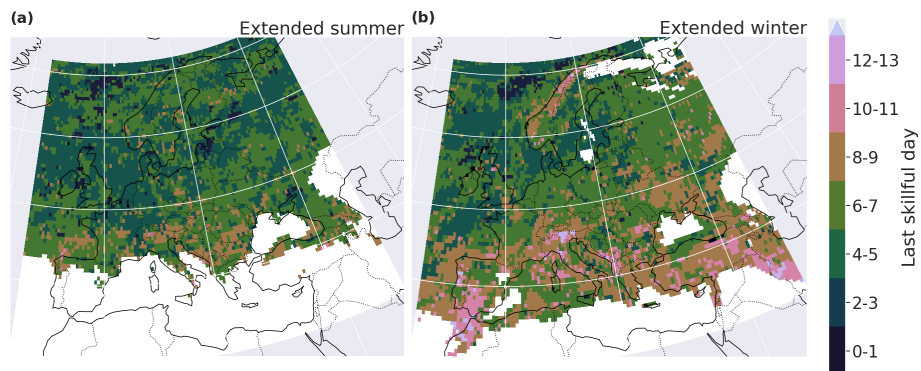 (a)
Extended summer
(b)
Extended winter
12-13
10-11
8-9
6-7
4-5
2-3
0-1
Last skillful day